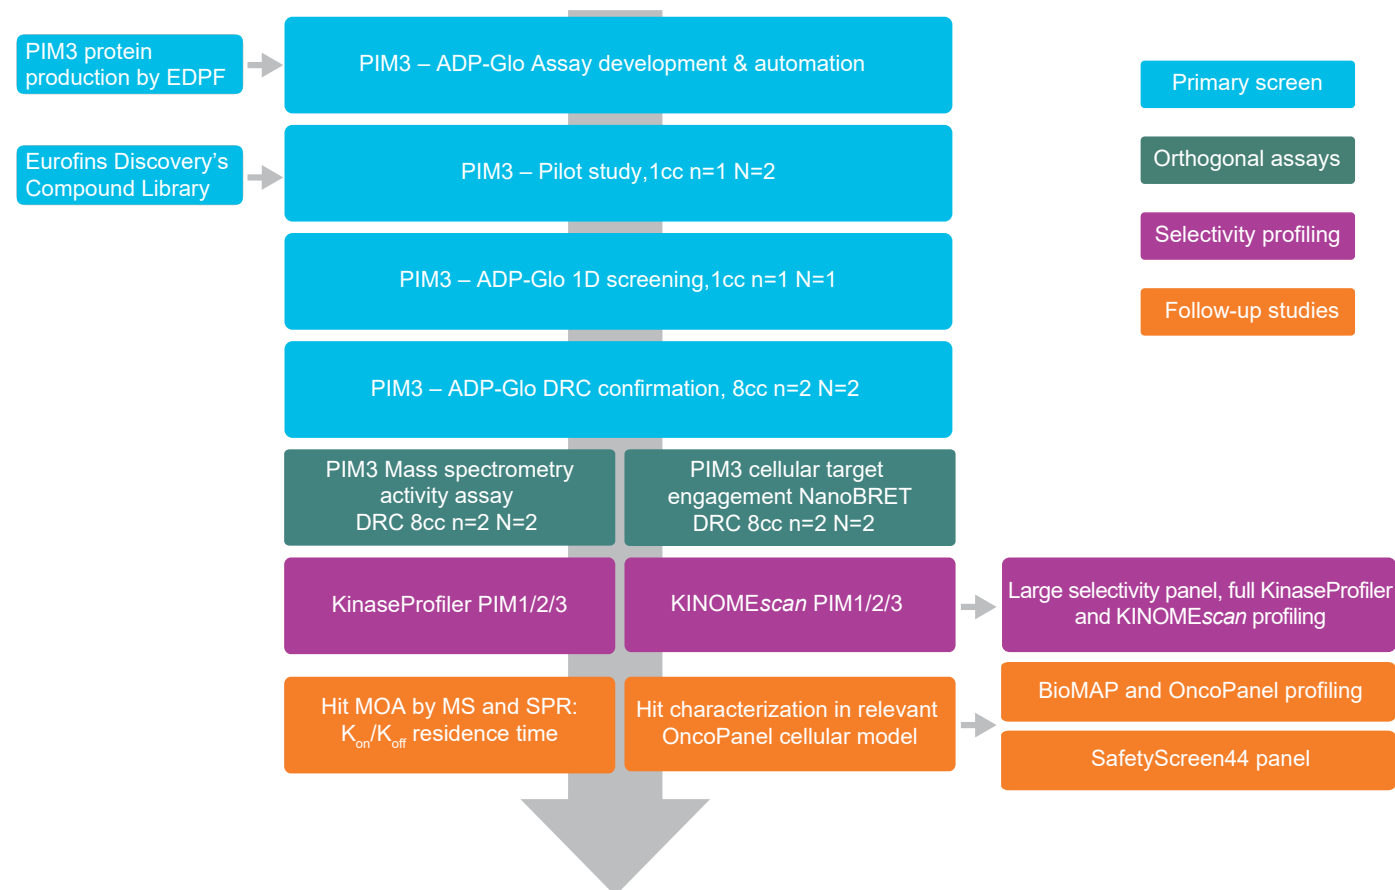 PIM3 protein
production by EDPF
PIM3 – ADP-Glo Assay development & automation
Primary screen
Eurofins Discovery's
Compound Library
PIM3 – Pilot study,1cc n=1 N=2
Orthogonal assays
Selectivity profiling
PIM3 – ADP-Glo 1D screening,1cc n=1 N=1
Follow-up studies
PIM3 – ADP-Glo DRC confirmation, 8cc n=2 N=2
PIM3 Mass spectrometry
activity assay
DRC 8cc n=2 N=2
PIM3 cellular target
engagement NanoBRET
DRC 8cc n=2 N=2
KinaseProfiler PIM1/2/3
KINOMEscan PIM1/2/3
Large selectivity panel, full KinaseProfiler
and KINOMEscan profiling
Hit MOA by MS and SPR:
Kon/Koff residence time
Hit characterization in relevant
OncoPanel cellular model
BioMAP and OncoPanel profiling
SafetyScreen44 panel